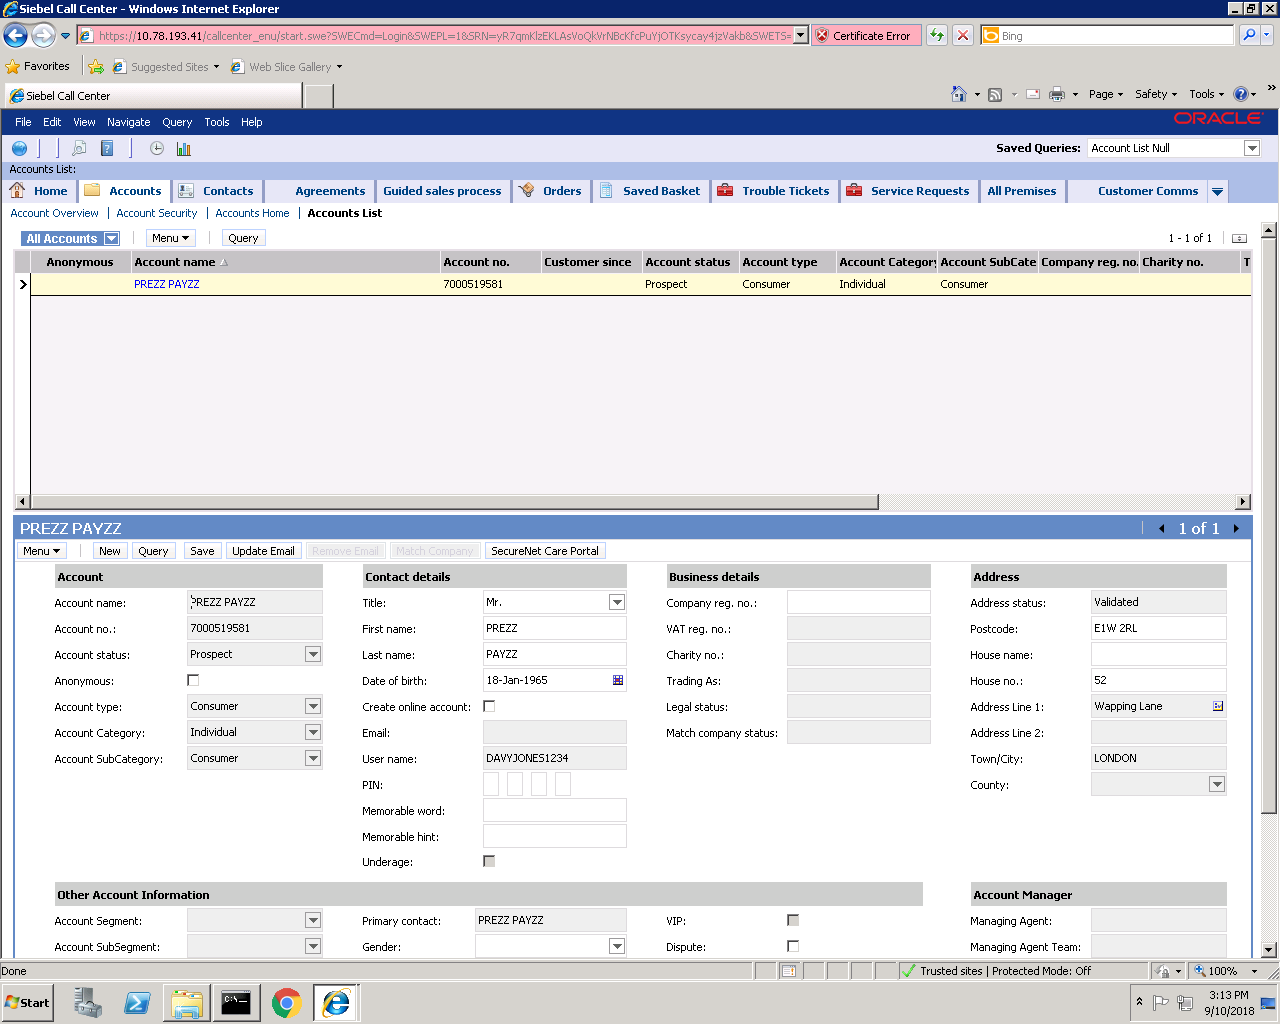 Siebel Call Center - Windows Internet Explorer
https://10.78.193.41/callcenter_enu/start.swe?SWECmd=Login&SWEPL=1&SRN=yR7qmKlzEKLAsVoQkVrNBcKfcPuYjOTKsycay4jzVakb&SWETS= Certificate Error Bing
Favorites Suggested Sites Web Slice Gallery
Siebel Call Center Page Safety Tools
File Edit View Navigate Query Tools Help ORACLE
Saved Queries: Account List Null
Accounts List:
Home Accounts Contacts Agreements Guided sales process Orders Saved Basket Trouble Tickets Service Requests All Premises Customer Comms
Account Overview | Account Security | Accounts Home | Accounts List
All Accounts Menu Query 1 - 1 of 1
Anonymous Account name Account no. Customer since Account status Account type Account Category Account SubCate Company reg. no. Charity no. T
PREZZ PAYZZ 7000519581 Prospect Consumer Individual Consumer
PREZZ PAYZZ 1 of 1
Menu New Query Save Update Email Remove Email Match Company SecureNet Care Portal
Account Contact details Business details Address
Account name: PREZZ PAYZZ Title: Mr. Company reg. no.: Address status: Validated
Account no.: 7000519581 First name: PREZZ VAT reg. no.: Postcode: E1W 2RL
Account status: Prospect Last name: PAYZZ Charity no.: House name:
Anonymous: Date of birth: 18-Jan-1965 Trading As: House no.: 52
Account type: Consumer Create online account: Legal status: Address Line 1: Wapping Lane
Account Category: Individual Email: Match company status: Address Line 2:
Account SubCategory: Consumer User name: DAVYJONES1234 Town/City: LONDON
PIN: County:
Memorable word:
Memorable hint:
Underage:
Other Account Information Account Manager
Account Segment: Primary contact: PREZZ PAYZZ VIP: Managing Agent:
Account SubSegment: Gender: Dispute: Managing Agent Team:
Done Trusted sites | Protected Mode: Off 100%
Start 3:13 PM
9/10/2018